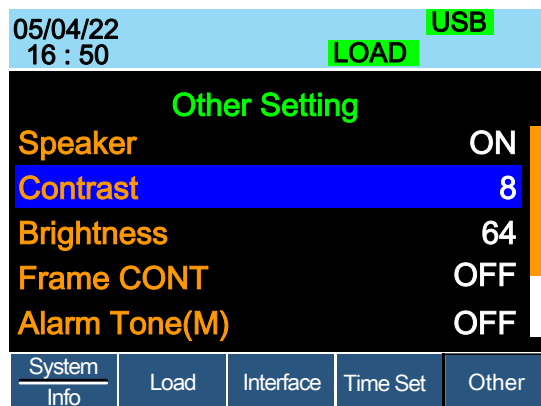 05/04/22 USB
16 : 50 LOAD
Other Setting
Speaker ON
Contrast 8
Brightness 64
Frame CONT OFF
Alarm Tone(M) OFF
System Info Load Interface Time Set Other